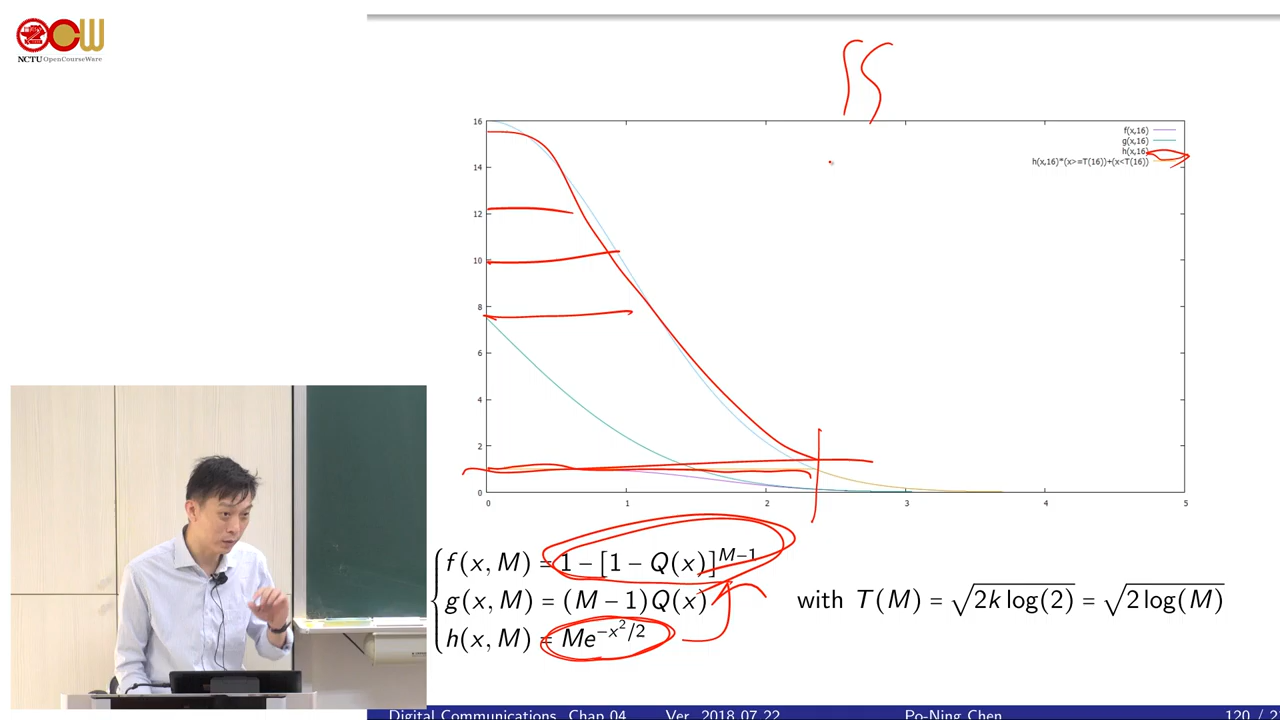 NCTU OpenCourseWare
f(x,16)
g(x,16)
h(x,16)
h(x,16)*(x>=T(16))+(x<T(16))
16
14
12
10
8
6
4
2
0
0 1 2 3 4 5
f(x, M) = 1 − [1 − Q(x)]^{M−1}
g(x, M) = (M − 1)Q(x)
h(x, M) = Me^{−x²/2}
with T(M) = √2k log(2) = √2 log(M)
Digital Communications. Chap 04 Ver. 2018.07.22 Po-Ning Chen 120 / 2